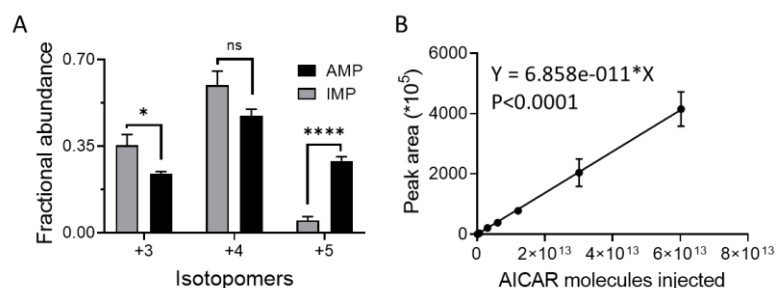 A
Fractional abundance
0.70
0.35
0.00
*
ns
****
AMP
IMP
+3
+4
+5
Isotopomers
B
Peak area (*10⁵)
6000
4000
2000
0
Y = 6.858e-011*X
P<0.0001
0
2×10¹³
4×10¹³
6×10¹³
8×10¹³
AICAR molecules injected